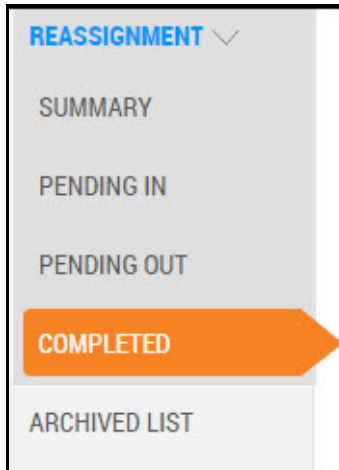 REASSIGNMENT
SUMMARY
PENDING IN
PENDING OUT
COMPLETED
ARCHIVED LIST